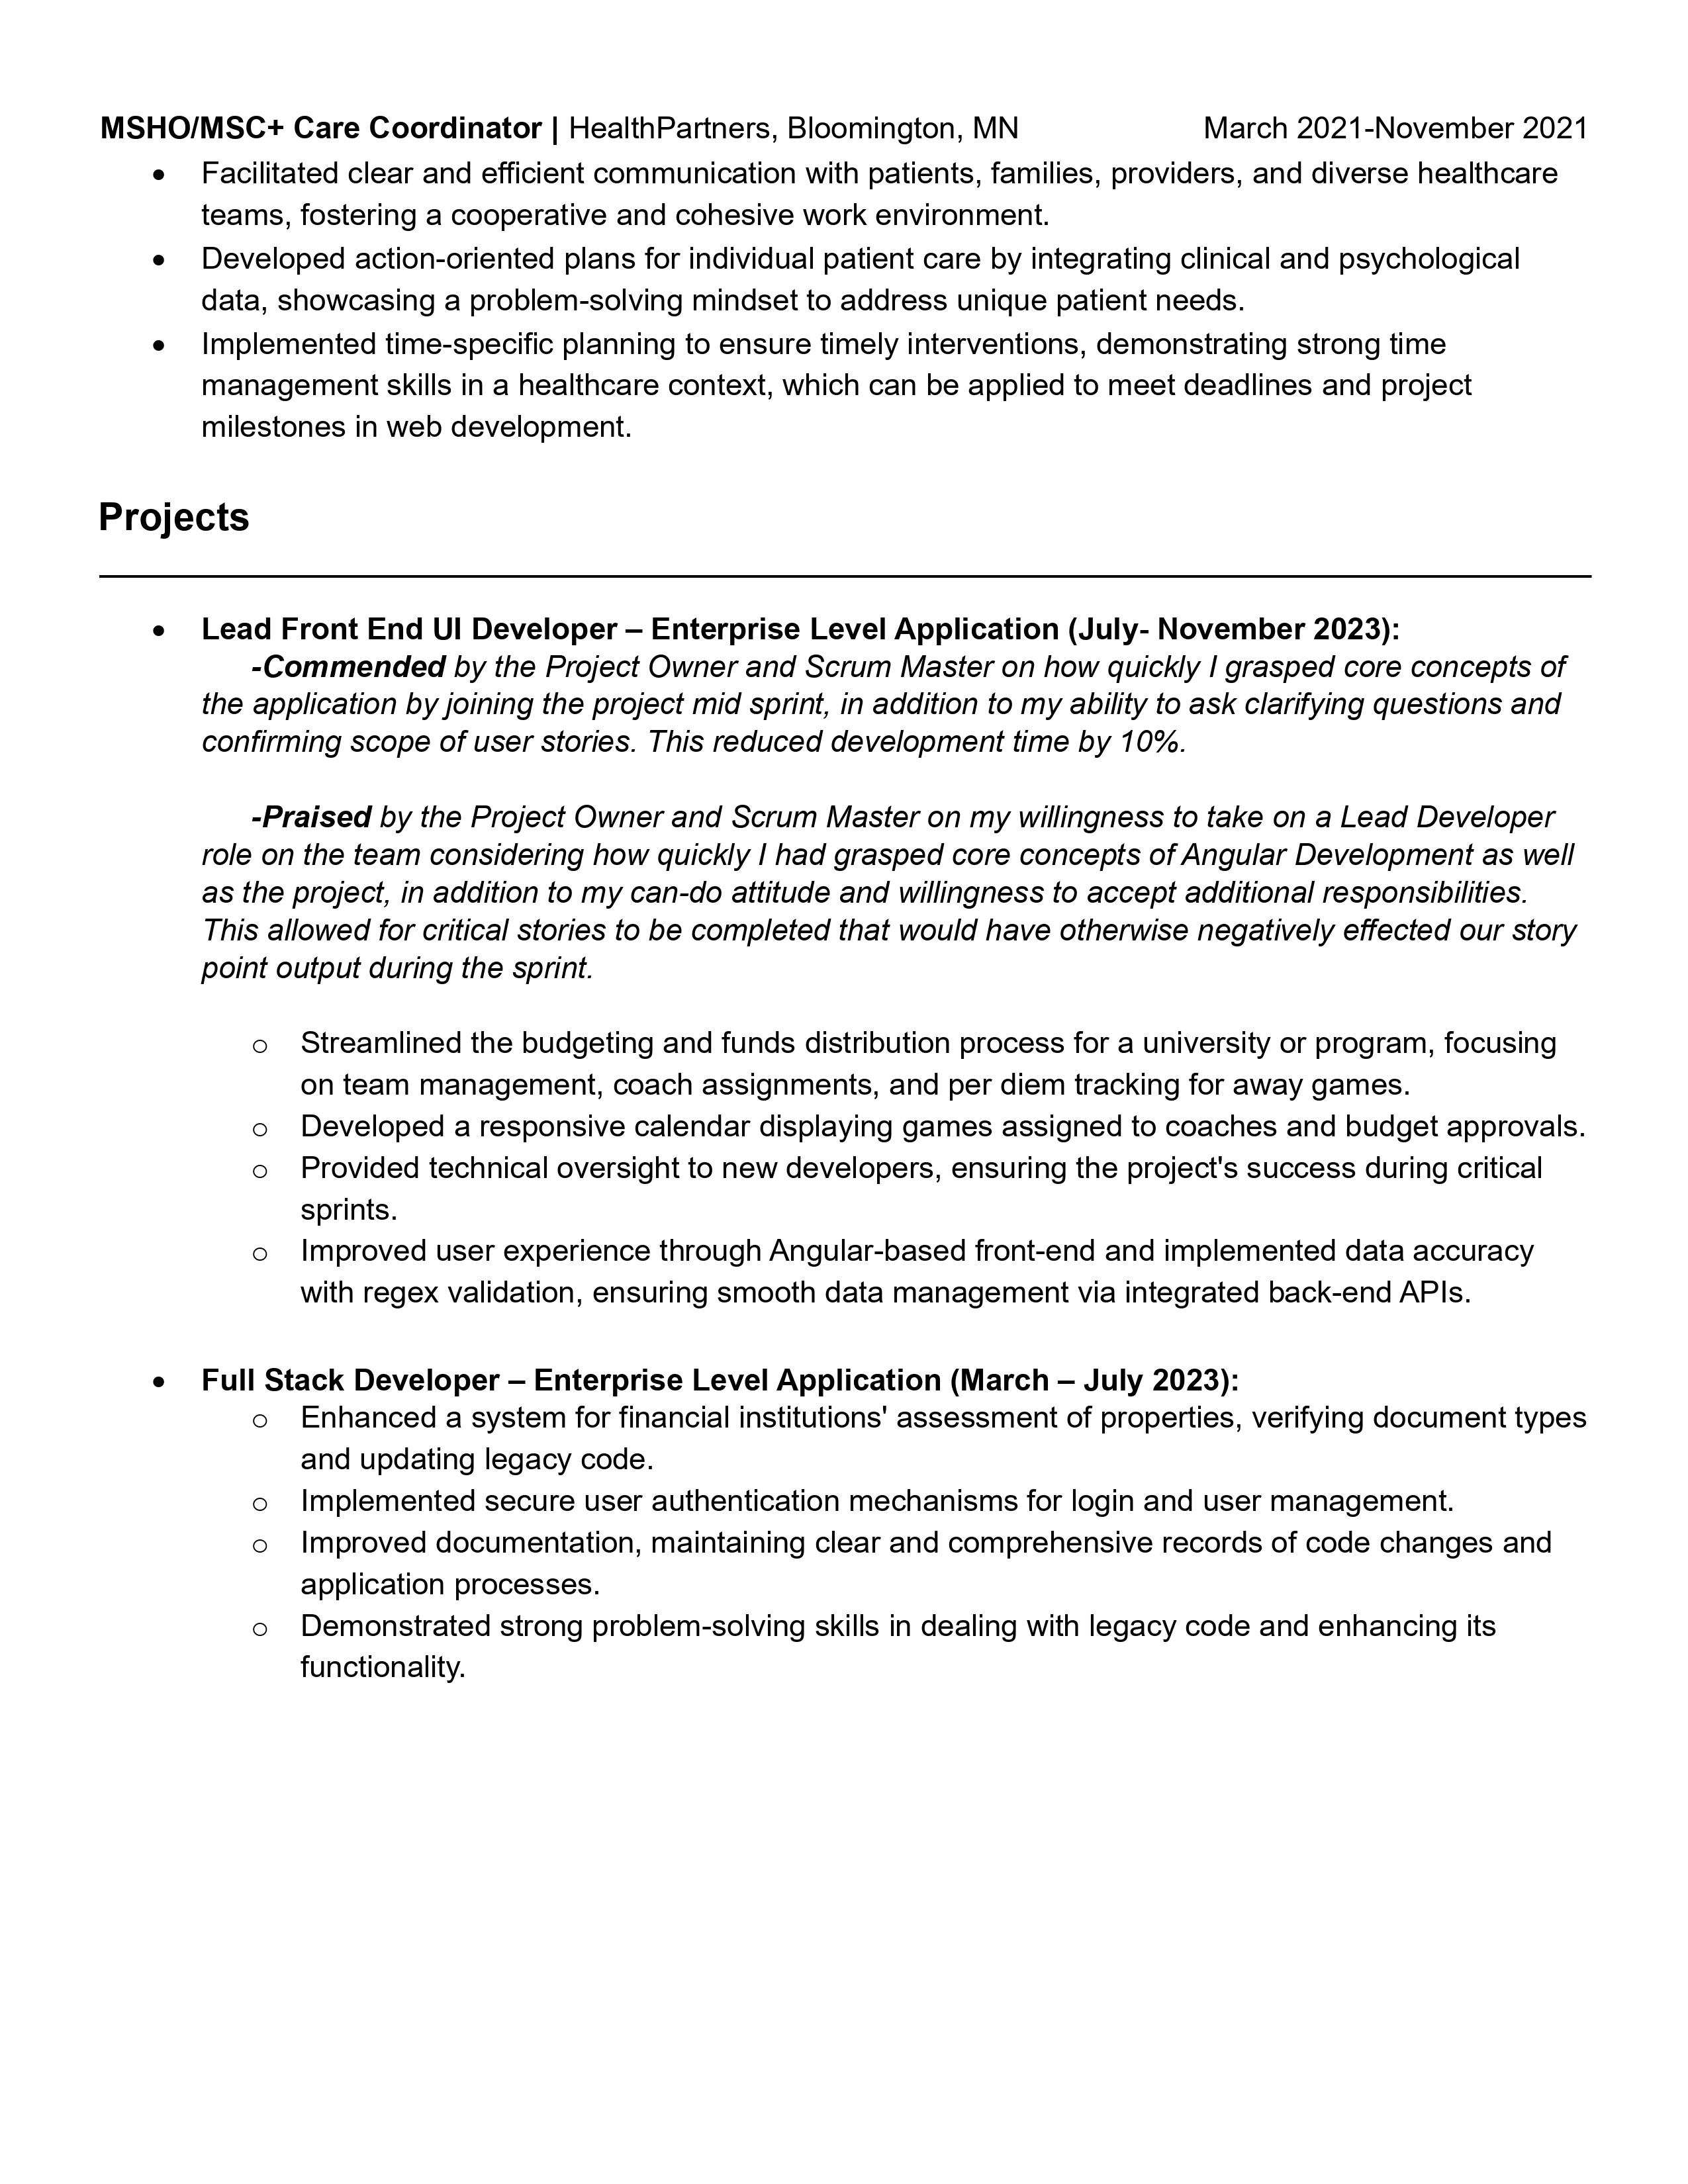 MSHO/MSC+ Care Coordinator | HealthPartners, Bloomington, MN March 2021-November 2021
• Facilitated clear and efficient communication with patients, families, providers, and diverse healthcare
teams, fostering a cooperative and cohesive work environment.
• Developed action-oriented plans for individual patient care by integrating clinical and psychological
data, showcasing a problem-solving mindset to address unique patient needs.
• Implemented time-specific planning to ensure timely interventions, demonstrating strong time
management skills in a healthcare context, which can be applied to meet deadlines and project
milestones in web development.
Projects
• Lead Front End UI Developer – Enterprise Level Application (July- November 2023):
-Commended by the Project Owner and Scrum Master on how quickly I grasped core concepts of
the application by joining the project mid sprint, in addition to my ability to ask clarifying questions and
confirming scope of user stories. This reduced development time by 10%.
-Praised by the Project Owner and Scrum Master on my willingness to take on a Lead Developer
role on the team considering how quickly I had grasped core concepts of Angular Development as well
as the project, in addition to my can-do attitude and willingness to accept additional responsibilities.
This allowed for critical stories to be completed that would have otherwise negatively effected our story
point output during the sprint.
o Streamlined the budgeting and funds distribution process for a university or program, focusing
on team management, coach assignments, and per diem tracking for away games.
o Developed a responsive calendar displaying games assigned to coaches and budget approvals.
o Provided technical oversight to new developers, ensuring the project's success during critical
sprints.
o Improved user experience through Angular-based front-end and implemented data accuracy
with regex validation, ensuring smooth data management via integrated back-end APIs.
• Full Stack Developer – Enterprise Level Application (March – July 2023):
o Enhanced a system for financial institutions' assessment of properties, verifying document types
and updating legacy code.
o Implemented secure user authentication mechanisms for login and user management.
o Improved documentation, maintaining clear and comprehensive records of code changes and
application processes.
o Demonstrated strong problem-solving skills in dealing with legacy code and enhancing its
functionality.